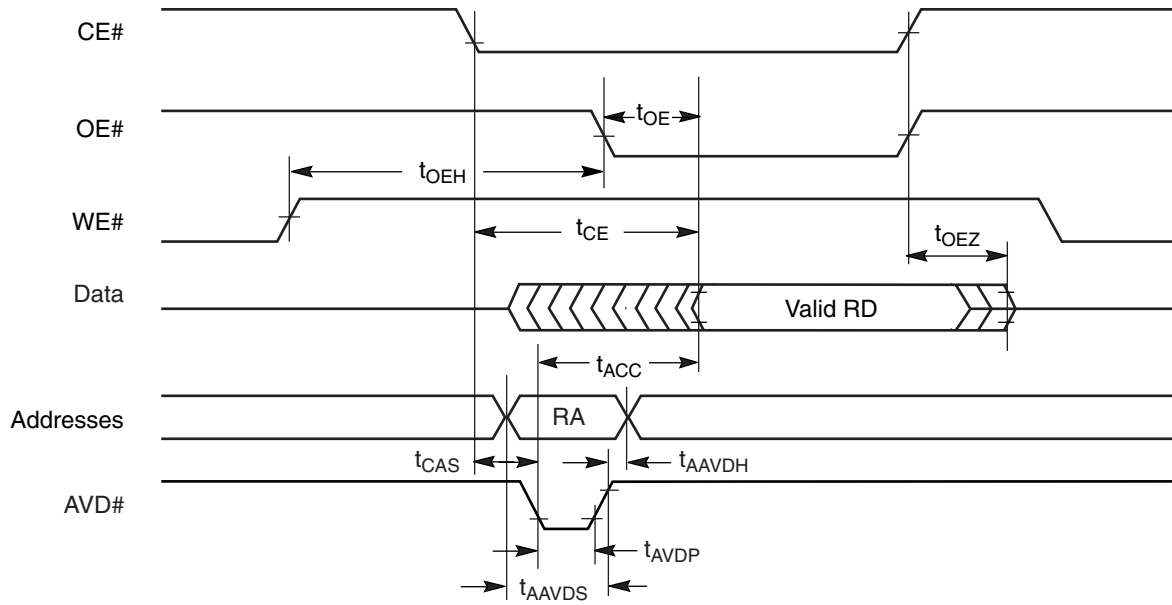 CE#
OE#
tOE
tOEH
WE#
tCE
tOEZ
Data
Valid RD
tACC
Addresses
RA
tCAS
tAAVDH
AVD#
tAVDP
tAAVDS